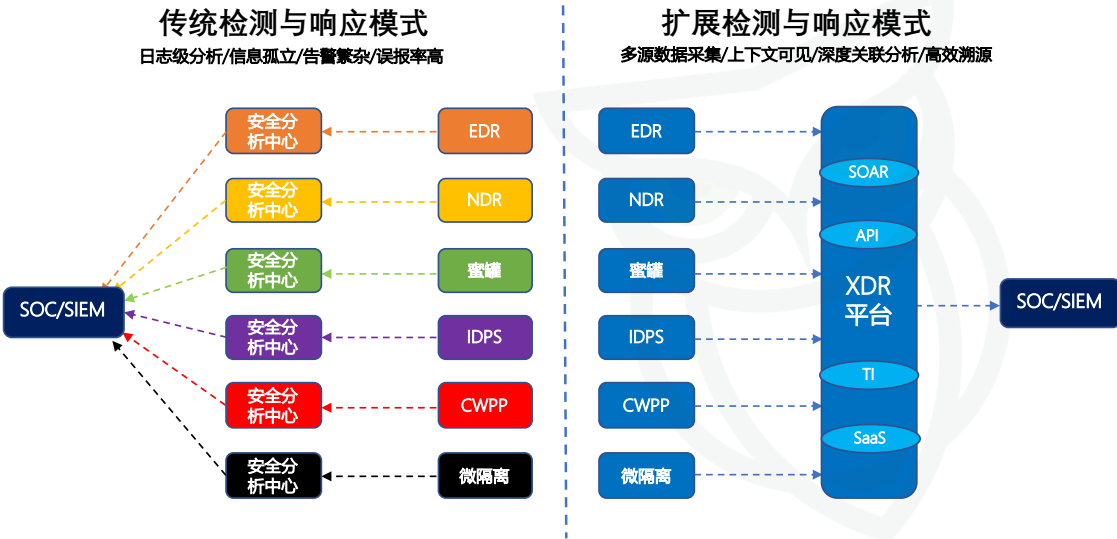 传统检测与响应模式
日志级分析/信息孤立/告警繁杂/误报率高
安全分
析中心
EDR
安全分
析中心
NDR
安全分
析中心
蜜罐
SOC/SIEM
安全分
析中心
IDPS
安全分
析中心
CWPP
安全分
析中心
微隔离
扩展检测与响应模式
多源数据采集/上下文可见/深度关联分析/高效溯源
EDR
NDR
蜜罐
IDPS
CWPP
微隔离
SOAR
API
XDR
平台
TI
SaaS
SOC/SIEM